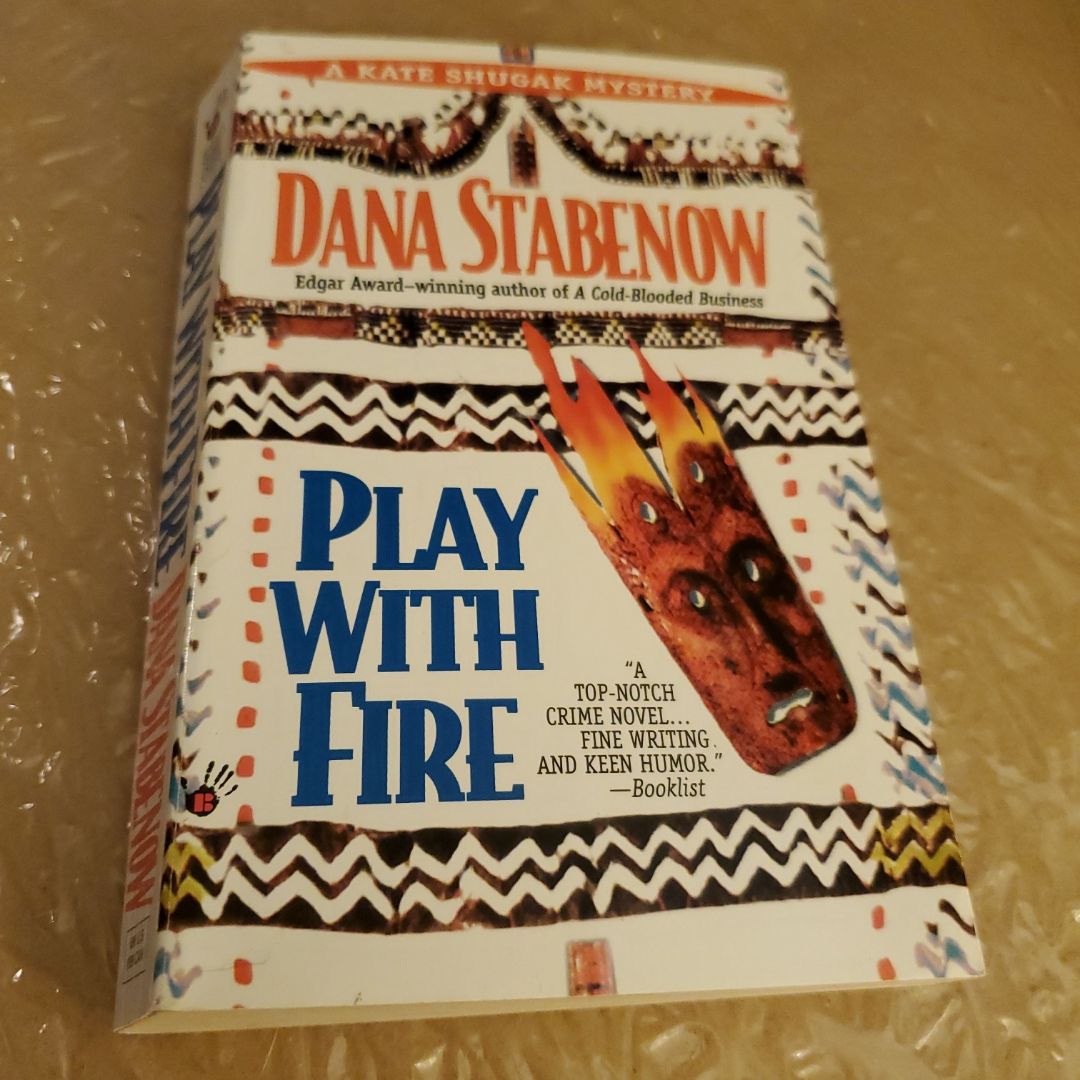 A KATE SHUGAK MYSTERY
DANA STABENOW
Edgar Award–winning author of A Cold-Blooded Business
PLAY
WITH
FIRE
“A
TOP-NOTCH
CRIME NOVEL...
FINE WRITING
AND KEEN HUMOR.”
—Booklist
B
PLAY WITH FIRE
DANA STABENOW